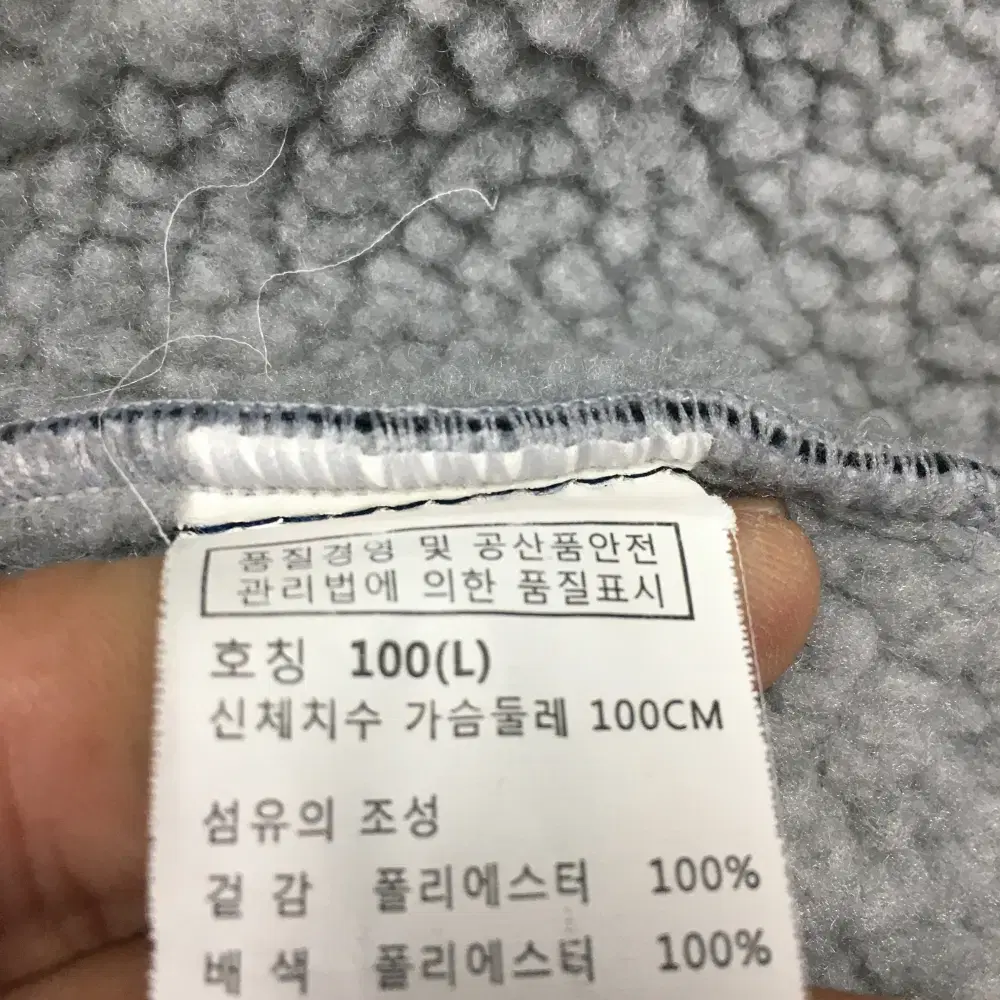 품질경영 및 공산품안전
관리법에 의한 품질표시
호칭 100(L)
신체치수 가슴둘레 100CM
섬유의 조성
겉 감 폴리에스터 100%
배 색 폴리에스터 100%